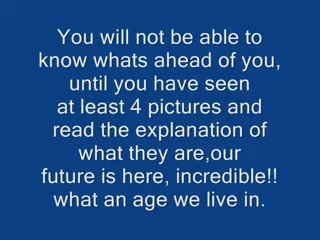 You will not be able to
know whats ahead of you,
until you have seen
at least 4 pictures and
read the explanation of
what they are,our
future is here, incredible!!
what an age we live in.